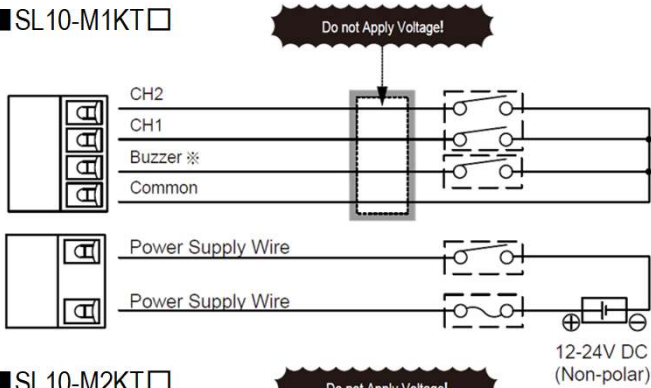 ■SL10-M1KT□
Do not Apply Voltage!
CH2
CH1
Buzzer ※
Common
Power Supply Wire
Power Supply Wire
⊕ ⊖
12-24V DC
(Non-polar)
■SL10-M2KT□
Do not Apply Voltage!